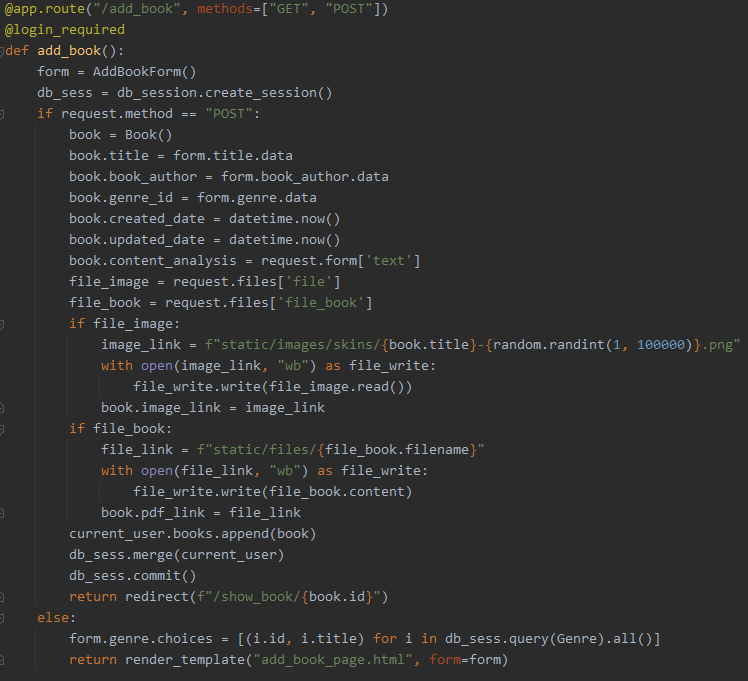 @app.route("/add_book", methods=["GET", "POST"])
@login_required
def add_book():
    form = AddBookForm()
    db_sess = db_session.create_session()
    if request.method == "POST":
        book = Book()
        book.title = form.title.data
        book.book_author = form.book_author.data
        book.genre_id = form.genre.data
        book.created_date = datetime.now()
        book.updated_date = datetime.now()
        book.content_analysis = request.form['text']
        file_image = request.files['file']
        file_book = request.files['file_book']
        if file_image:
            image_link = f"static/images/skins/{book.title}-{random.randint(1, 100000)}.png"
            with open(image_link, "wb") as file_write:
                file_write.write(file_image.read())
            book.image_link = image_link
        if file_book:
            file_link = f"static/files/{file_book.filename}"
            with open(file_link, "wb") as file_write:
                file_write.write(file_book.content)
            book.pdf_link = file_link
        current_user.books.append(book)
        db_sess.merge(current_user)
        db_sess.commit()
        return redirect(f"/show_book/{book.id}")
    else:
        form.genre.choices = [(i.id, i.title) for i in db_sess.query(Genre).all()]
        return render_template("add_book_page.html", form=form)